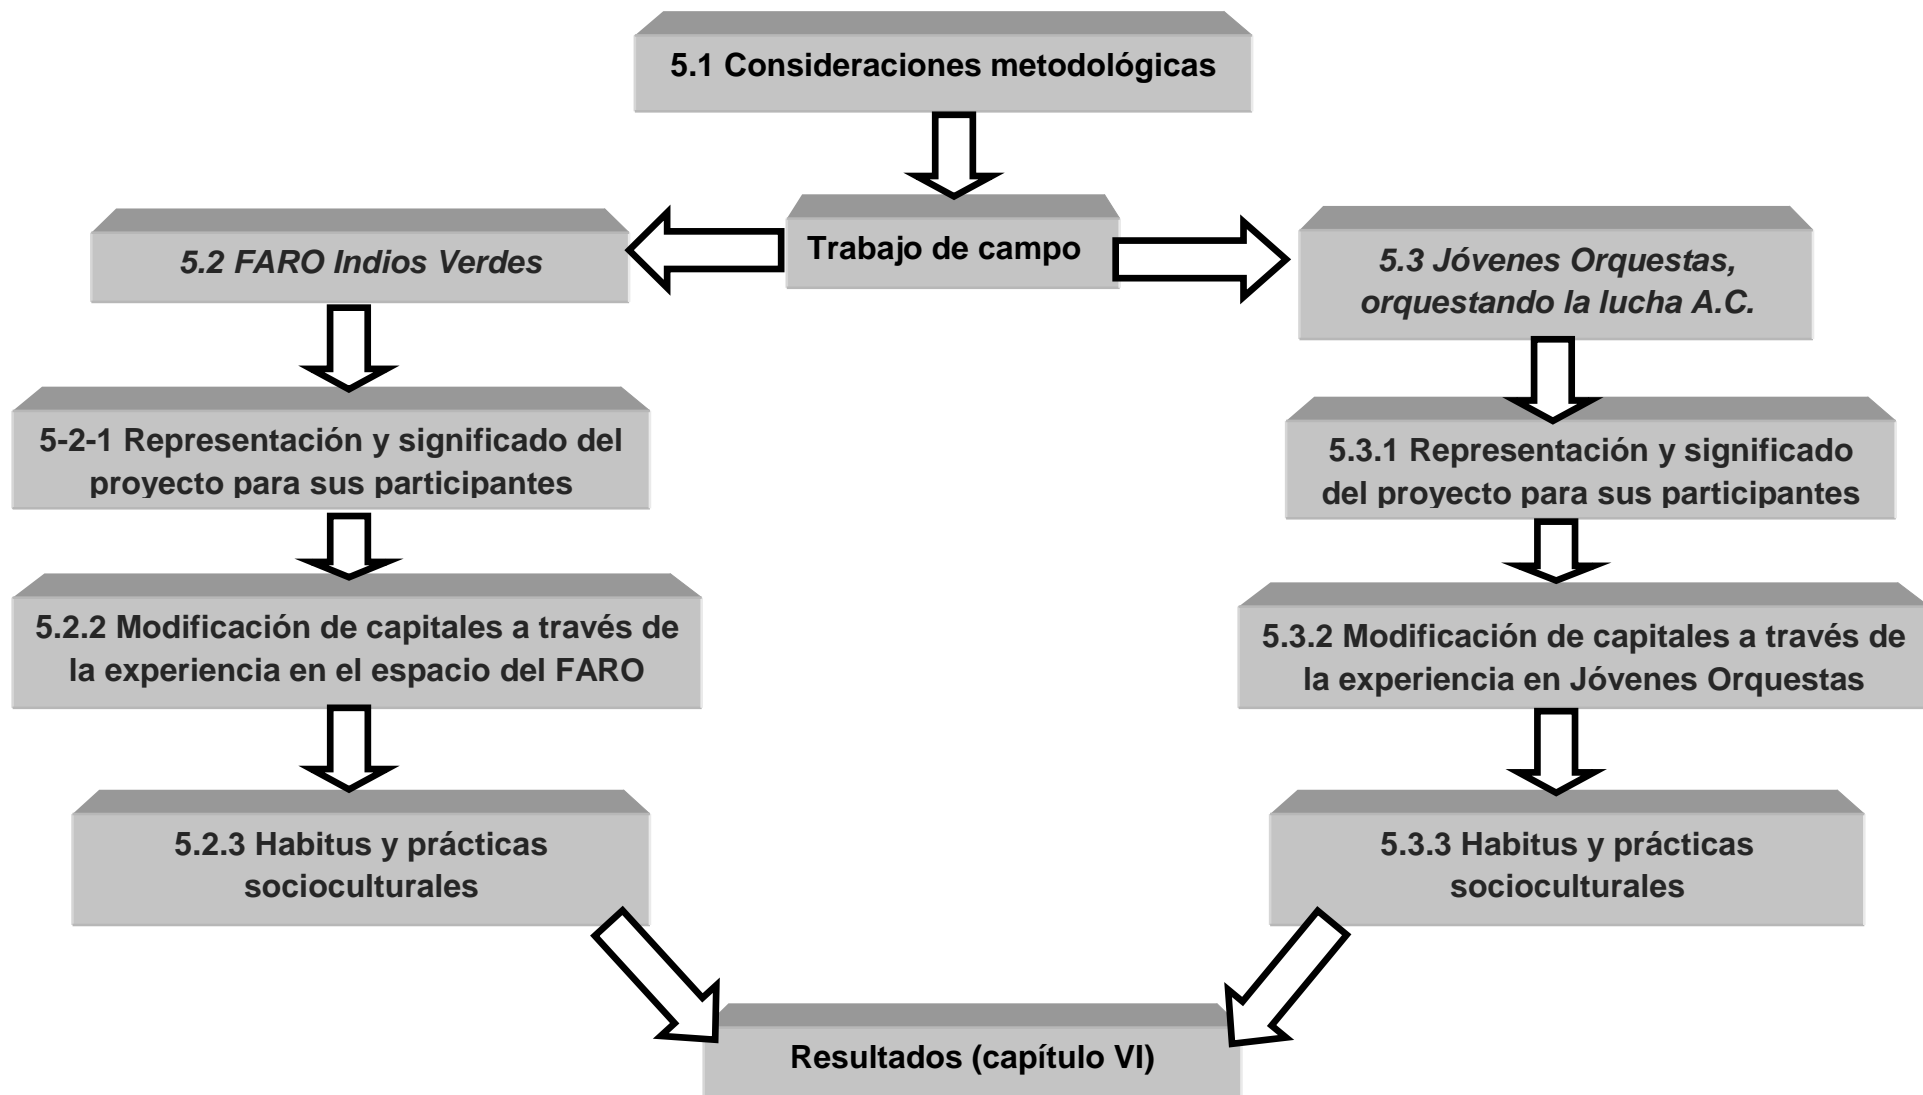 5.1 Consideraciones metodológicas
Trabajo de campo
5.2 FARO Indios Verdes
5-2-1 Representación y significado del
proyecto para sus participantes
5.2.2 Modificación de capitales a través de
la experiencia en el espacio del FARO
5.2.3 Habitus y prácticas
socioculturales
5.3 Jóvenes Orquestas,
orquestando la lucha A.C.
5.3.1 Representación y significado
del proyecto para sus participantes
5.3.2 Modificación de capitales a través de
la experiencia en Jóvenes Orquestas
5.3.3 Habitus y prácticas
socioculturales
Resultados (capítulo VI)